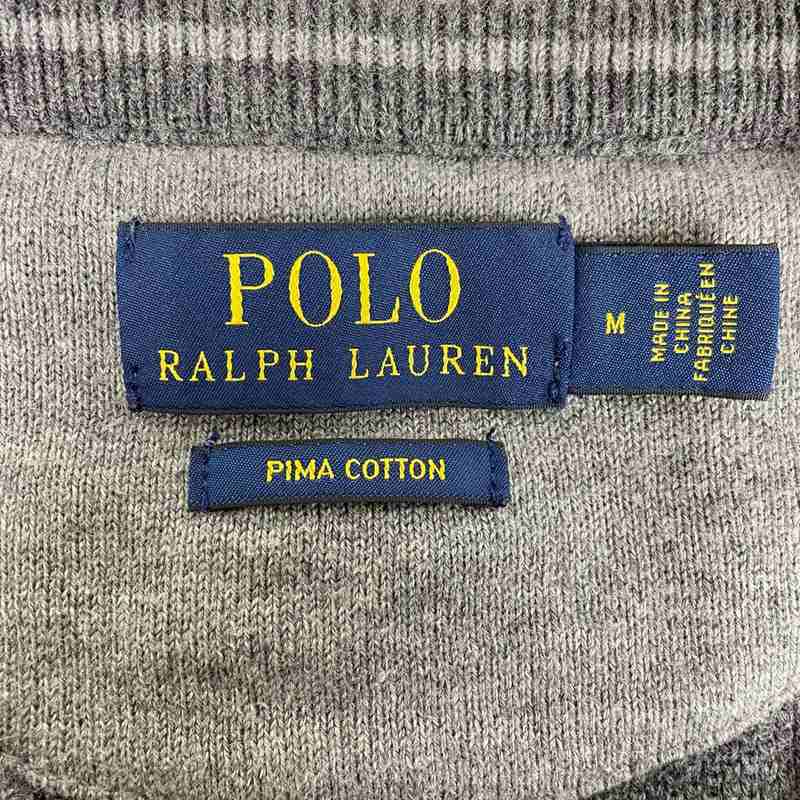 POLO
RALPH LAUREN
M
MADE IN
CHINA
FABRIQUÉ EN
CHINE
PIMA COTTON